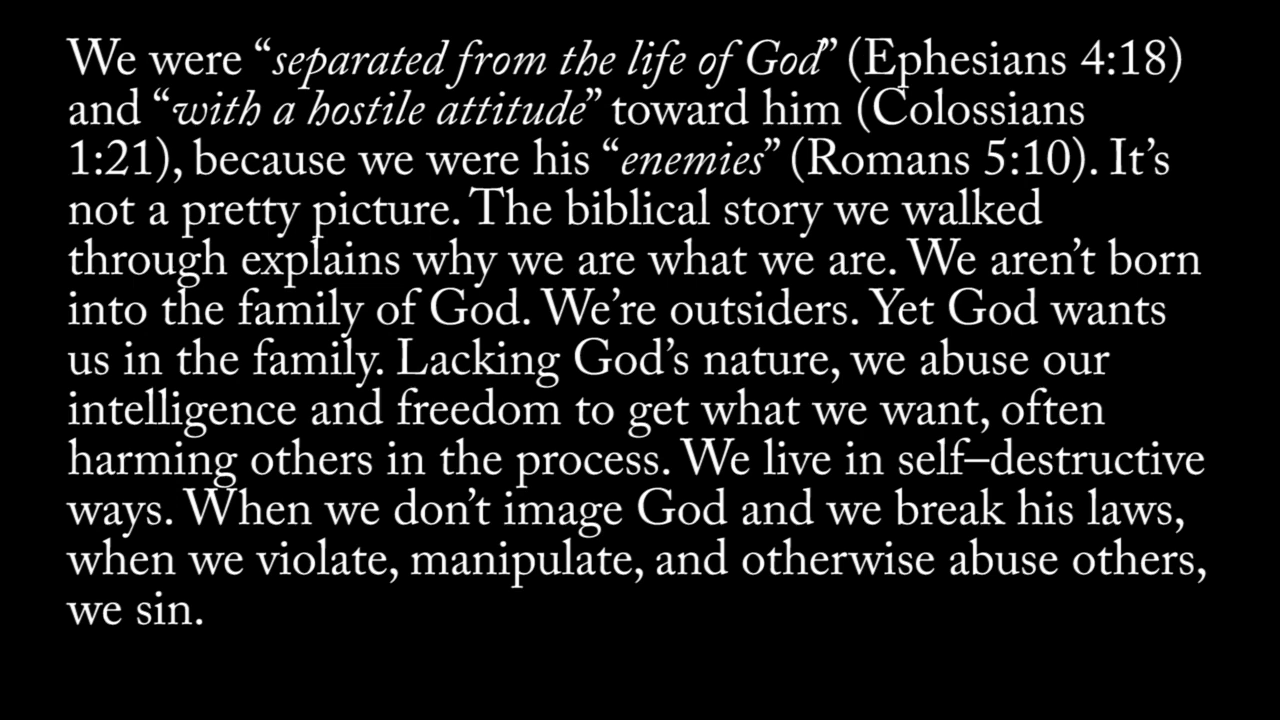 We were “separated from the life of God” (Ephesians 4:18)
and “with a hostile attitude” toward him (Colossians
1:21), because we were his “enemies” (Romans 5:10). It’s
not a pretty picture. The biblical story we walked
through explains why we are what we are. We aren’t born
into the family of God. We’re outsiders. Yet God wants
us in the family. Lacking God’s nature, we abuse our
intelligence and freedom to get what we want, often
harming others in the process. We live in self–destructive
ways. When we don’t image God and we break his laws,
when we violate, manipulate, and otherwise abuse others,
we sin.